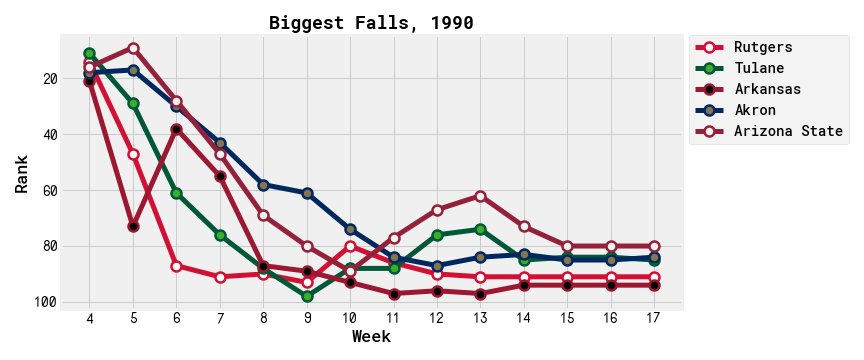 Biggest Falls, 1990
Rutgers
Tulane
Arkansas
Akron
Arizona State
Rank
20
40
60
80
100
4 5 6 7 8 9 10 11 12 13 14 15 16 17
Week